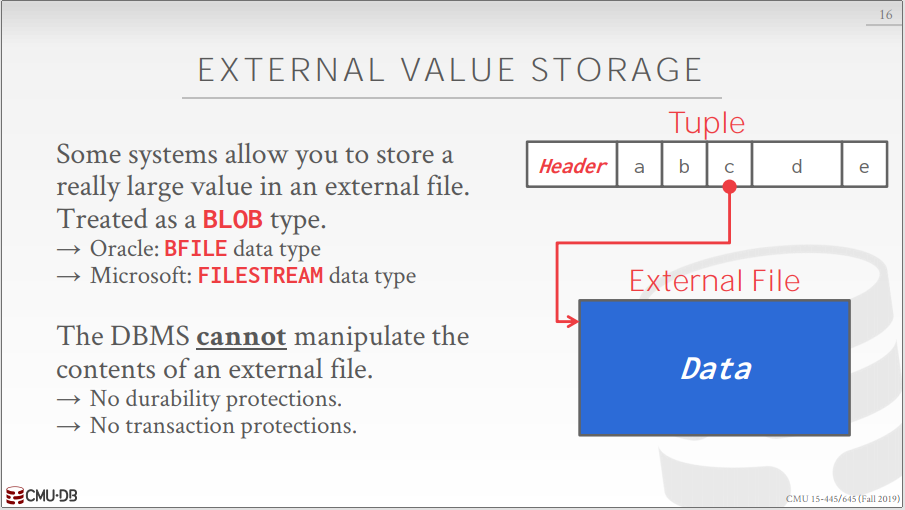 16
EXTERNAL VALUE STORAGE
Some systems allow you to store a
really large value in an external file.
Treated as a BLOB type.
→ Oracle: BFILE data type
→ Microsoft: FILESTREAM data type
The DBMS cannot manipulate the
contents of an external file.
→ No durability protections.
→ No transaction protections.
Tuple
Header a b c d e
External File
Data
CMU·DB
CMU 15-445/645 (Fall 2019)